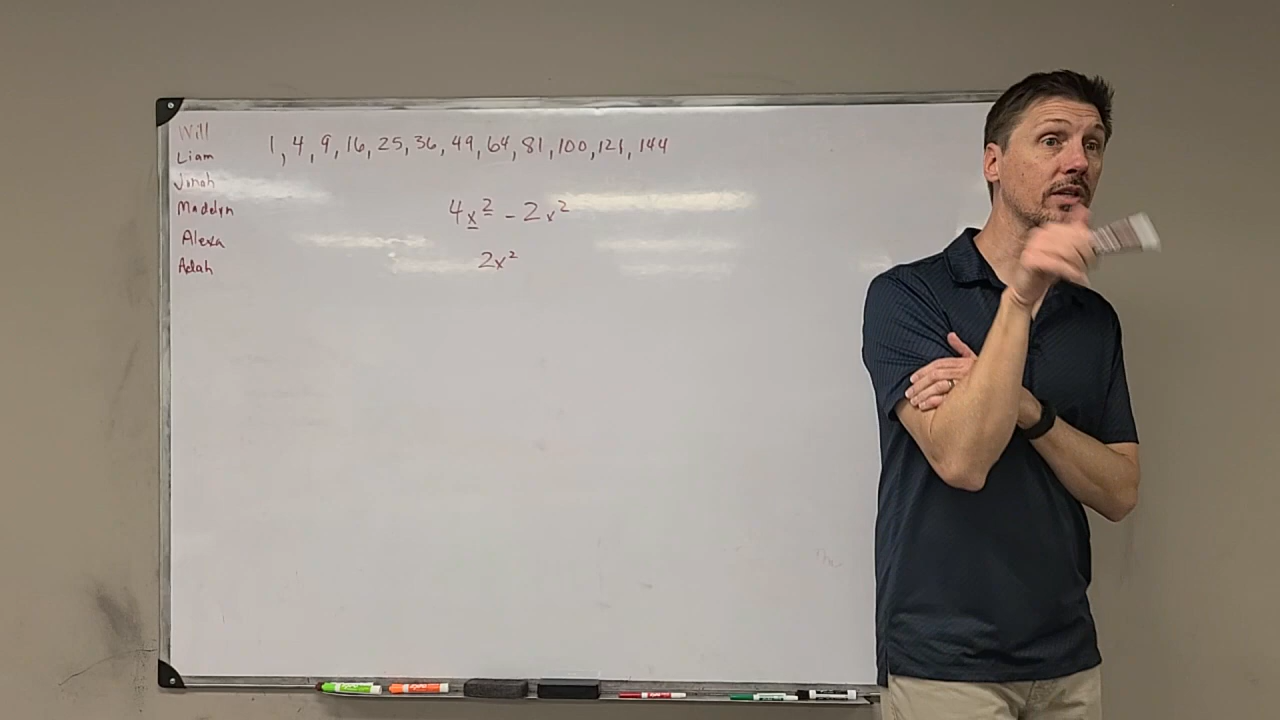 Will
Liam
Jonah
Madelyn
Alexa
Adah
1, 4, 9, 16, 25, 36, 49, 64, 81, 100, 121, 144
4x² - 2x²
2x²